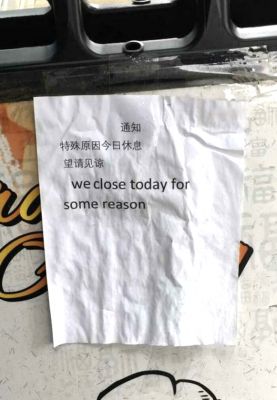 通知
特殊原因今日休息
望请见谅
we close today for
some reason